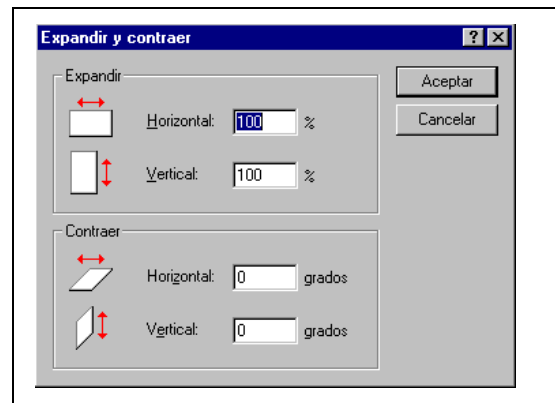 Expandir y contraer
Expandir
Horizontal: 100 %
Vertical: 100 %
Contraer
Horizontal: 0 grados
Vertical: 0 grados
Aceptar
Cancelar